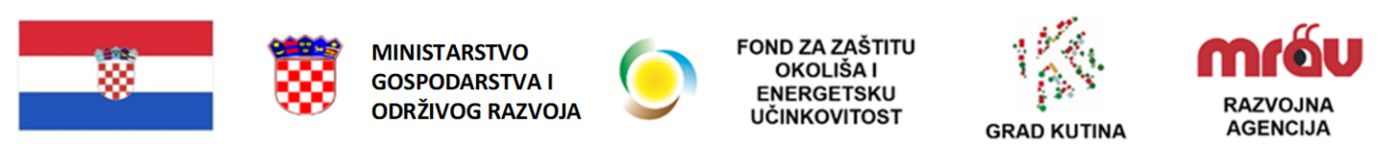 MINISTARSTVO
GOSPODARSTVA I
ODRŽIVOG RAZVOJA
FOND ZA ZAŠTITU
OKOLIŠA I
ENERGETSKU
UČINKOVITOST
GRAD KUTINA
mrav
RAZVOJNA
AGENCIJA